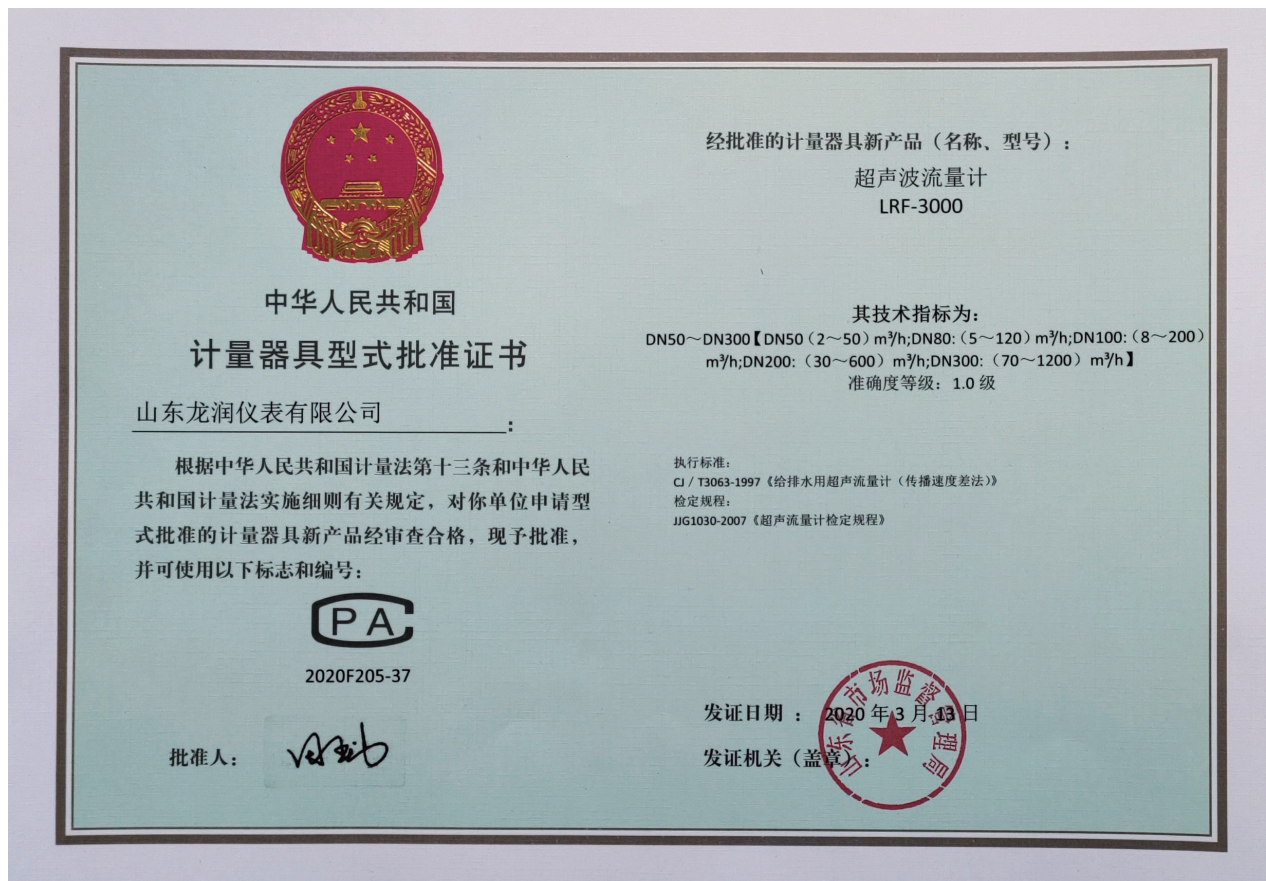 中华人民共和国
计量器具型式批准证书
山东龙润仪表有限公司:
根据中华人民共和国计量法第十三条和中华人民
共和国计量法实施细则有关规定，对你单位申请型
式批准的计量器具新产品经审查合格，现予批准，
并可使用以下标志和编号：
CPA
2020F205-37
批准人：
经批准的计量器具新产品（名称、型号）：
超声波流量计
LRF-3000
其技术指标为：
DN50～DN300【DN50（2～50）m³/h;DN80:（5～120）m³/h;DN100:（8～200）
m³/h;DN200:（30～600）m³/h;DN300:（70～1200）m³/h】
准确度等级：1.0 级
执行标准：
CJ／T3063-1997《给排水用超声流量计（传播速度差法）》
检定规程：
JJG1030-2007《超声流量计检定规程》
发证日期 ： 2020 年 3 月 13 日
发证机关（盖章）：
山东省市场监督管理局